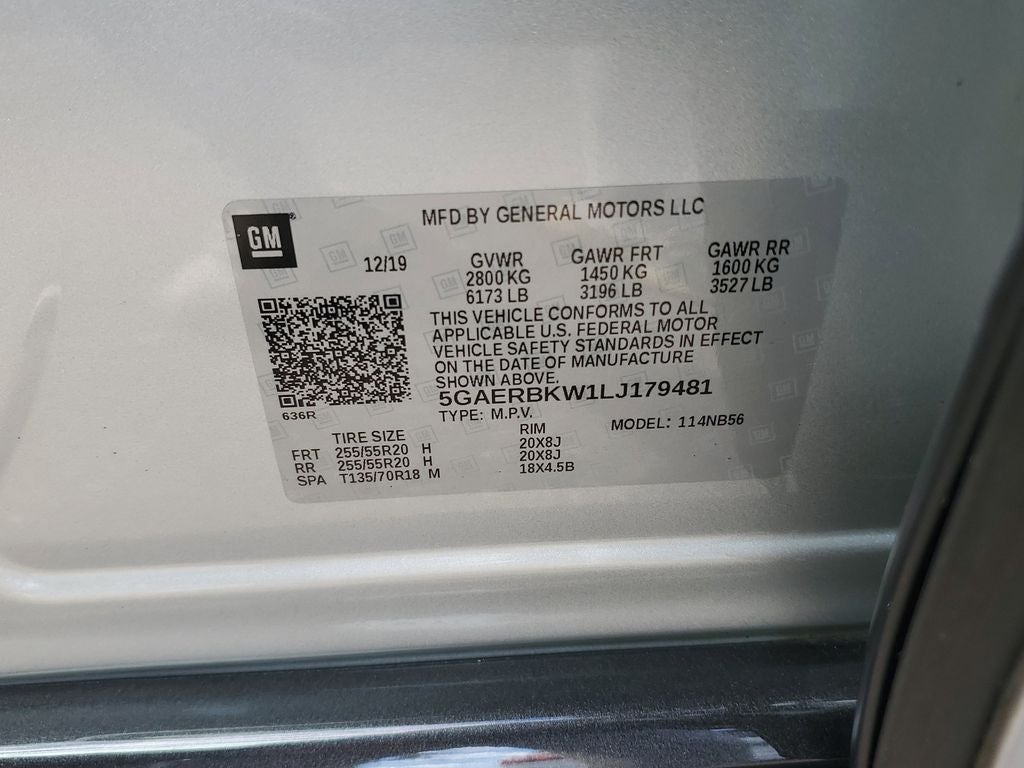 GM
MFD BY GENERAL MOTORS LLC
12/19
GVWR GAWR FRT GAWR RR
2800 KG 1450 KG 1600 KG
6173 LB 3196 LB 3527 LB
THIS VEHICLE CONFORMS TO ALL
APPLICABLE U.S. FEDERAL MOTOR
VEHICLE SAFETY STANDARDS IN EFFECT
ON THE DATE OF MANUFACTURE
SHOWN ABOVE.
636R
5GAERBKW1LJ179481
TYPE: M.P.V. MODEL: 114NB56
TIRE SIZE RIM
FRT 255/55R20 H 20X8J
RR 255/55R20 H 20X8J
SPA T135/70R18 M 18X4.5B